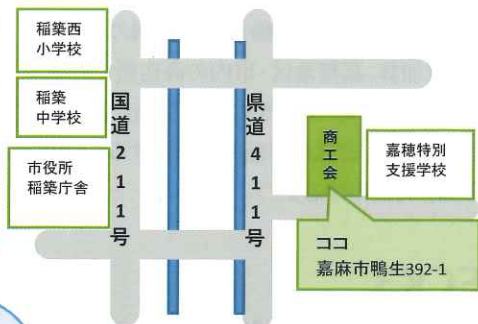 稲築西
小学校
稲築
中学校
市役所
稲築庁舎
国道211号
県道411号
商工会
嘉穂特別
支援学校
ココ
嘉麻市鴨生392-1